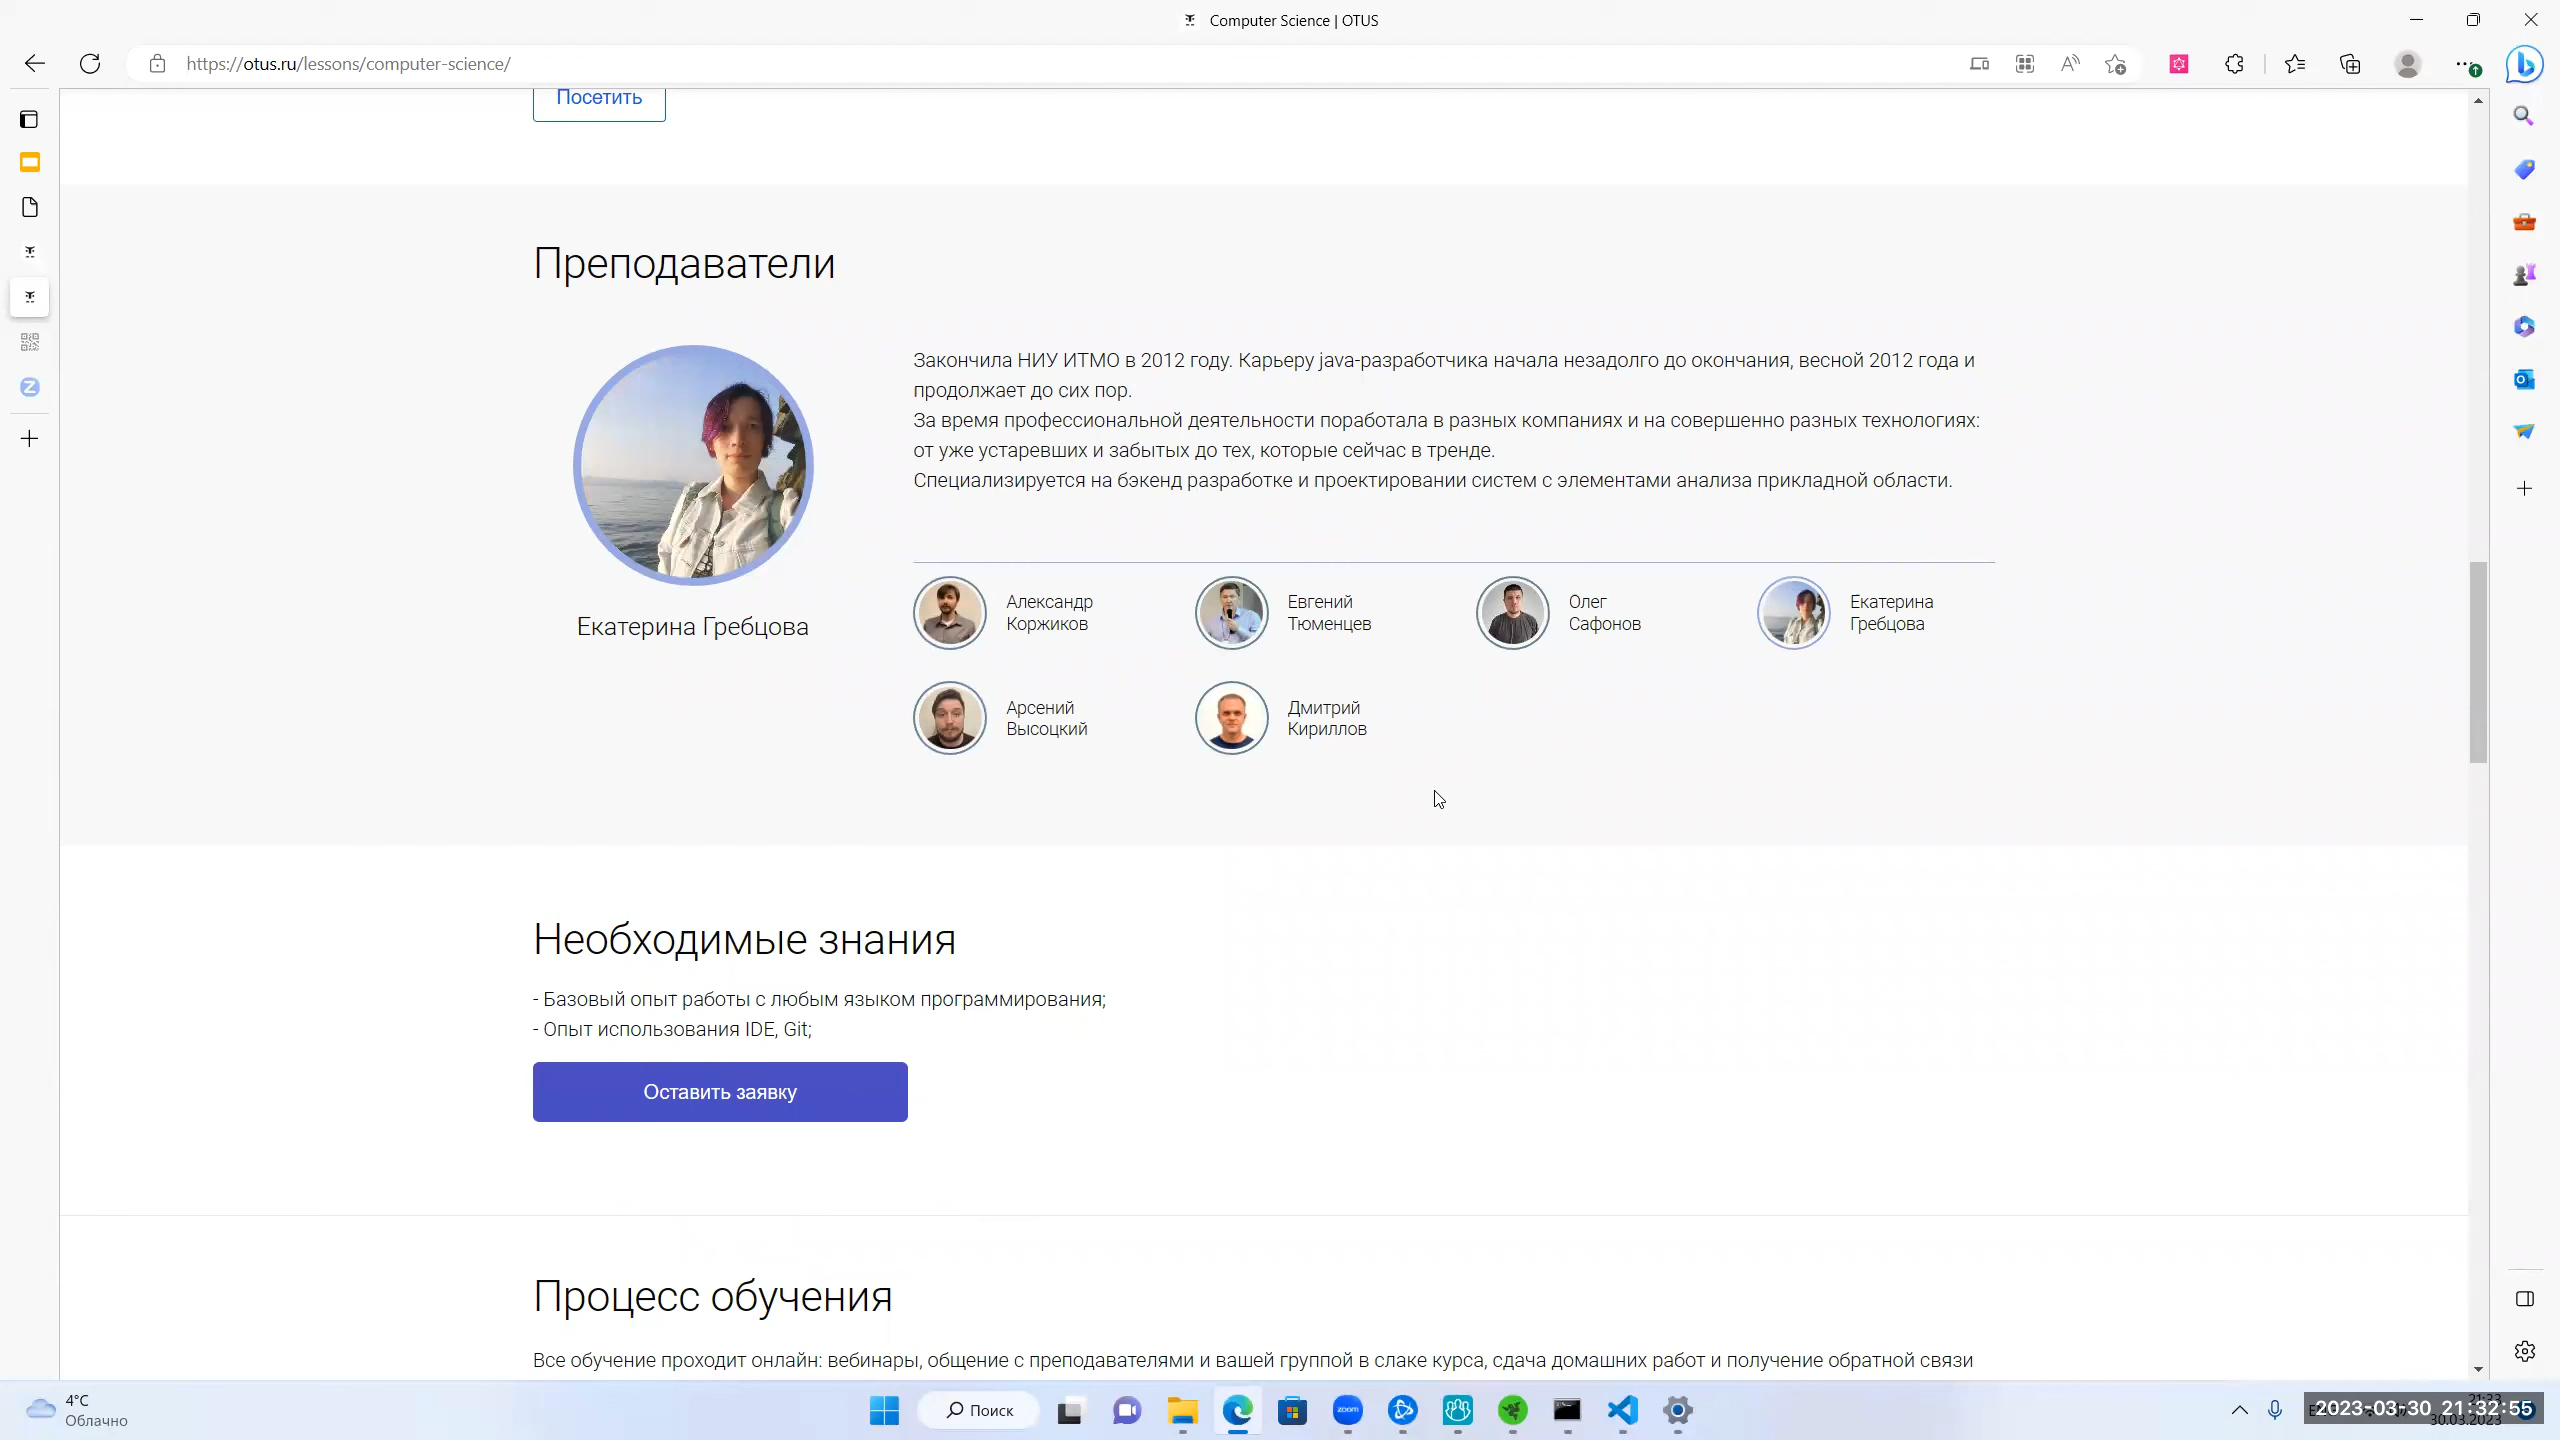 Computer Science | OTUS
https://otus.ru/lessons/computer-science/
Посетить
Преподаватели
Закончила НИУ ИТМО в 2012 году. Карьеру java-разработчика начала незадолго до окончания, весной 2012 года и
продолжает до сих пор.
За время профессиональной деятельности поработала в разных компаниях и на совершенно разных технологиях:
от уже устаревших и забытых до тех, которые сейчас в тренде.
Специализируется на бэкенд разработке и проектировании систем с элементами анализа прикладной области.
Екатерина Гребцова
Александр
Коржиков
Евгений
Тюменцев
Олег
Сафонов
Екатерина
Гребцова
Арсений
Высоцкий
Дмитрий
Кириллов
Необходимые знания
- Базовый опыт работы с любым языком программирования;
- Опыт использования IDE, Git;
Оставить заявку
Процесс обучения
Все обучение проходит онлайн: вебинары, общение с преподавателями и вашей группой в слаке курса, сдача домашних работ и получение обратной связи
4°C
Облачно
Поиск
zoom
2023-03-30 21:32:55
21:33
30.03.2023